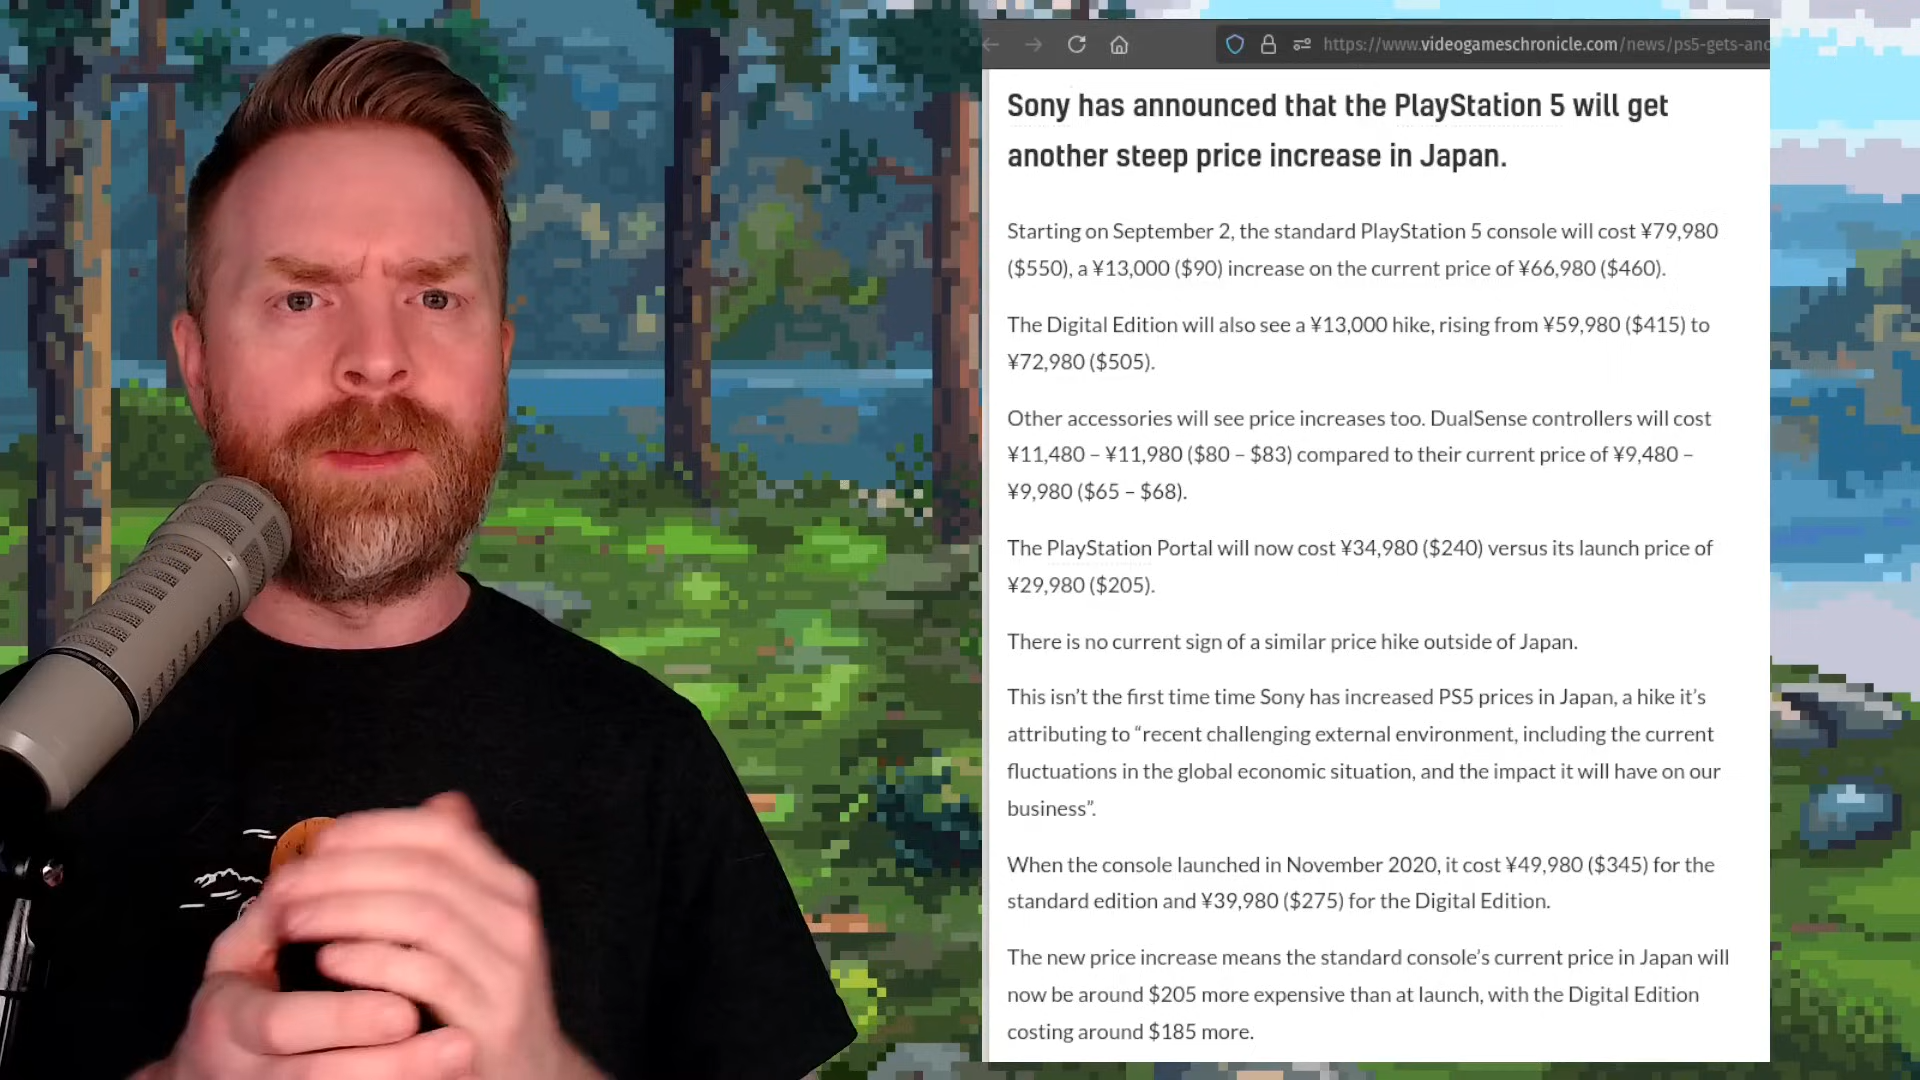 https://www.videogameschronicle.com/news/ps5-gets-anc
Sony has announced that the PlayStation 5 will get
another steep price increase in Japan.
Starting on September 2, the standard PlayStation 5 console will cost ¥79,980
($550), a ¥13,000 ($90) increase on the current price of ¥66,980 ($460).
The Digital Edition will also see a ¥13,000 hike, rising from ¥59,980 ($415) to
¥72,980 ($505).
Other accessories will see price increases too. DualSense controllers will cost
¥11,480 – ¥11,980 ($80 – $83) compared to their current price of ¥9,480 –
¥9,980 ($65 – $68).
The PlayStation Portal will now cost ¥34,980 ($240) versus its launch price of
¥29,980 ($205).
There is no current sign of a similar price hike outside of Japan.
This isn’t the first time time Sony has increased PS5 prices in Japan, a hike it’s
attributing to “recent challenging external environment, including the current
fluctuations in the global economic situation, and the impact it will have on our
business”.
When the console launched in November 2020, it cost ¥49,980 ($345) for the
standard edition and ¥39,980 ($275) for the Digital Edition.
The new price increase means the standard console’s current price in Japan will
now be around $205 more expensive than at launch, with the Digital Edition
costing around $185 more.